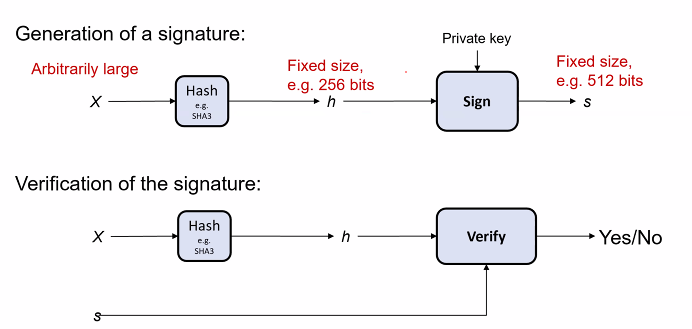 Generation of a signature:
Private key
Arbitrarily large
Fixed size,
e.g. 256 bits
Fixed size,
e.g. 512 bits
X
Hash
e.g.
SHA3
h
Sign
s
Verification of the signature:
X
Hash
e.g.
SHA3
h
Verify
Yes/No
s